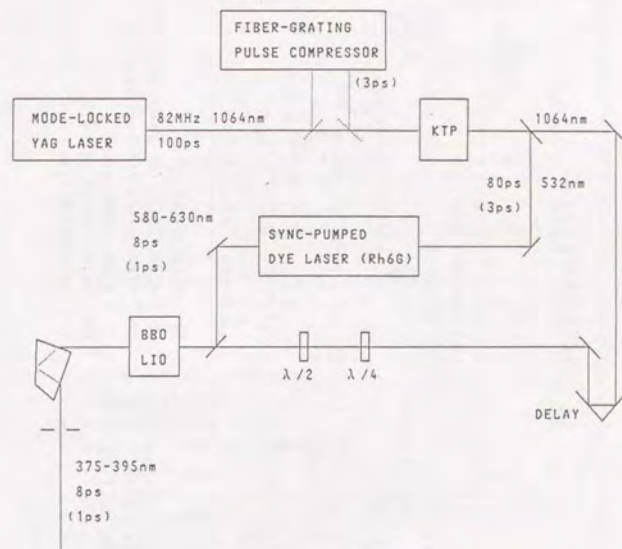 FIBER-GRATING
PULSE COMPRESSOR
(3ps)
MODE-LOCKED
YAG LASER
82MHz 1064nm
100ps
KTP
1064nm
80ps
532nm
(3ps)
580-630nm
8ps
(1ps)
SYNC-PUMPED
DYE LASER (Rh6G)
BBO
LIO
λ/2
λ/4
DELAY
375-395nm
8ps
(1ps)